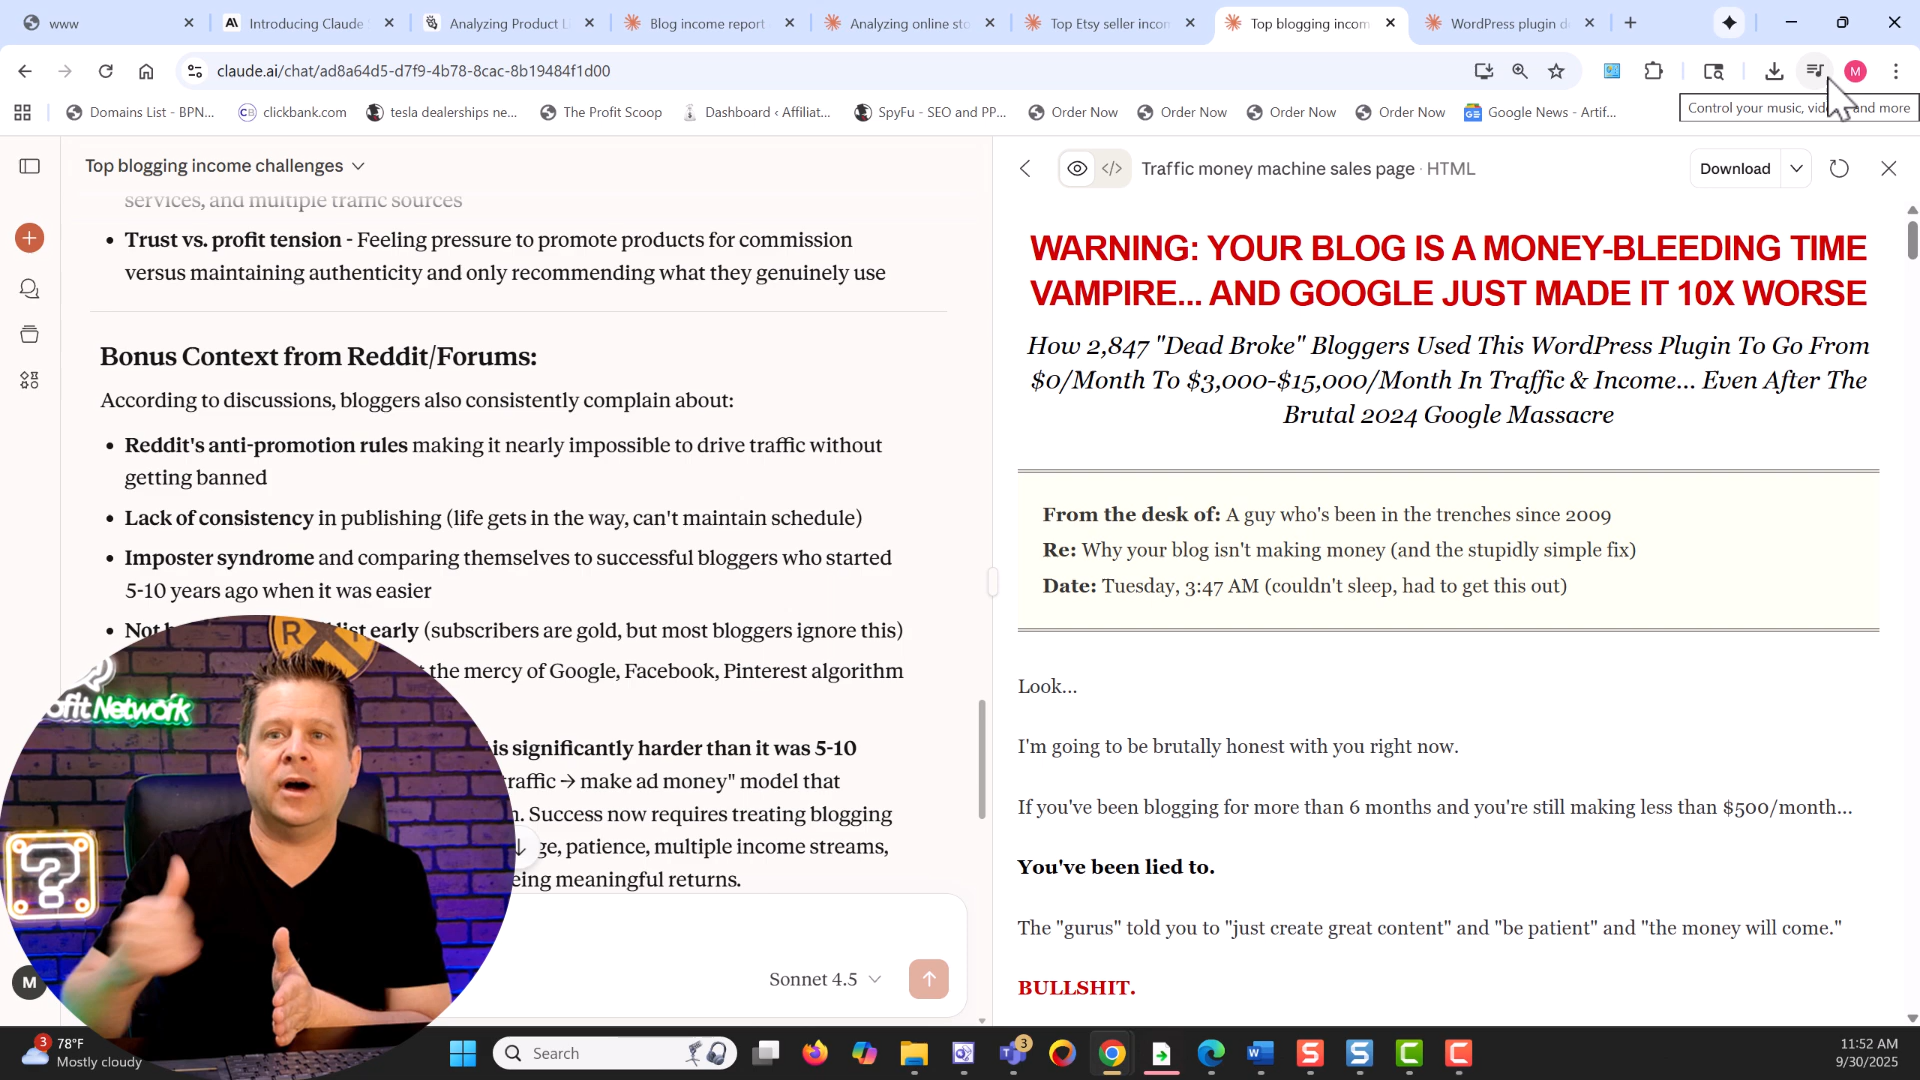 www
Introducing Claude
Analyzing Product L
Blog income report
Analyzing online sto
Top Etsy seller incom
Top blogging incom
WordPress plugin d
claude.ai/chat/ad8a64d5-d7f9-4b78-8cac-8b19484f1d00
M
Domains List - BPN...
CB
clickbank.com
tesla dealerships ne...
The Profit Scoop
Dashboard ‹ Affiliat...
SpyFu - SEO and PP...
Order Now
Order Now
Order Now
Order Now
Google News - Artif...
Control your music, vid and more
Top blogging income challenges
services, and multiple traffic sources
• Trust vs. profit tension - Feeling pressure to promote products for commission
versus maintaining authenticity and only recommending what they genuinely use
Bonus Context from Reddit/Forums:
According to discussions, bloggers also consistently complain about:
• Reddit's anti-promotion rules making it nearly impossible to drive traffic without
getting banned
• Lack of consistency in publishing (life gets in the way, can't maintain schedule)
• Imposter syndrome and comparing themselves to successful bloggers who started
5-10 years ago when it was easier
• Not list early (subscribers are gold, but most bloggers ignore this)
the mercy of Google, Facebook, Pinterest algorithm
is significantly harder than it was 5-10
traffic → make ad money" model that
. Success now requires treating blogging
ge, patience, multiple income streams,
eing meaningful returns.
Sonnet 4.5
M
R
ofit Network
?
Traffic money machine sales page · HTML
Download
WARNING: YOUR BLOG IS A MONEY-BLEEDING TIME
VAMPIRE... AND GOOGLE JUST MADE IT 10X WORSE
How 2,847 "Dead Broke" Bloggers Used This WordPress Plugin To Go From
$0/Month To $3,000-$15,000/Month In Traffic & Income... Even After The
Brutal 2024 Google Massacre
From the desk of: A guy who's been in the trenches since 2009
Re: Why your blog isn't making money (and the stupidly simple fix)
Date: Tuesday, 3:47 AM (couldn't sleep, had to get this out)
Look...
I'm going to be brutally honest with you right now.
If you've been blogging for more than 6 months and you're still making less than $500/month...
You've been lied to.
The "gurus" told you to "just create great content" and "be patient" and "the money will come."
BULLSHIT.
3
78°F
Mostly cloudy
Search
3
11:52 AM
9/30/2025